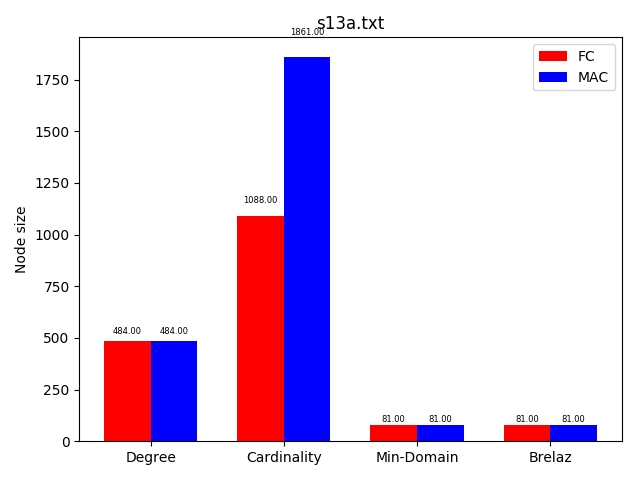 s13a.txt
1861.00
FC
MAC
1750
1500
1250
1088.00
1000
Node size
750
484.00 484.00
500
81.00 81.00 81.00 81.00
250
0
Degree Cardinality Min-Domain Brelaz